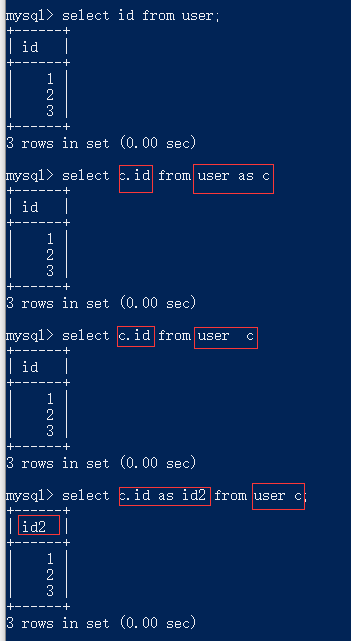 mysql> select id from user;
+------+
| id   |
+------+
|    1 |
|    2 |
|    3 |
+------+
3 rows in set (0.00 sec)
mysql> select c.id from user as c
+------+
| id   |
+------+
|    1 |
|    2 |
|    3 |
+------+
3 rows in set (0.00 sec)
mysql> select c.id from user  c
+------+
| id   |
+------+
|    1 |
|    2 |
|    3 |
+------+
3 rows in set (0.00 sec)
mysql> select c.id as id2 from user c;
+------+
| id2  |
+------+
|    1 |
|    2 |
|    3 |
+------+
3 rows in set (0.00 sec)